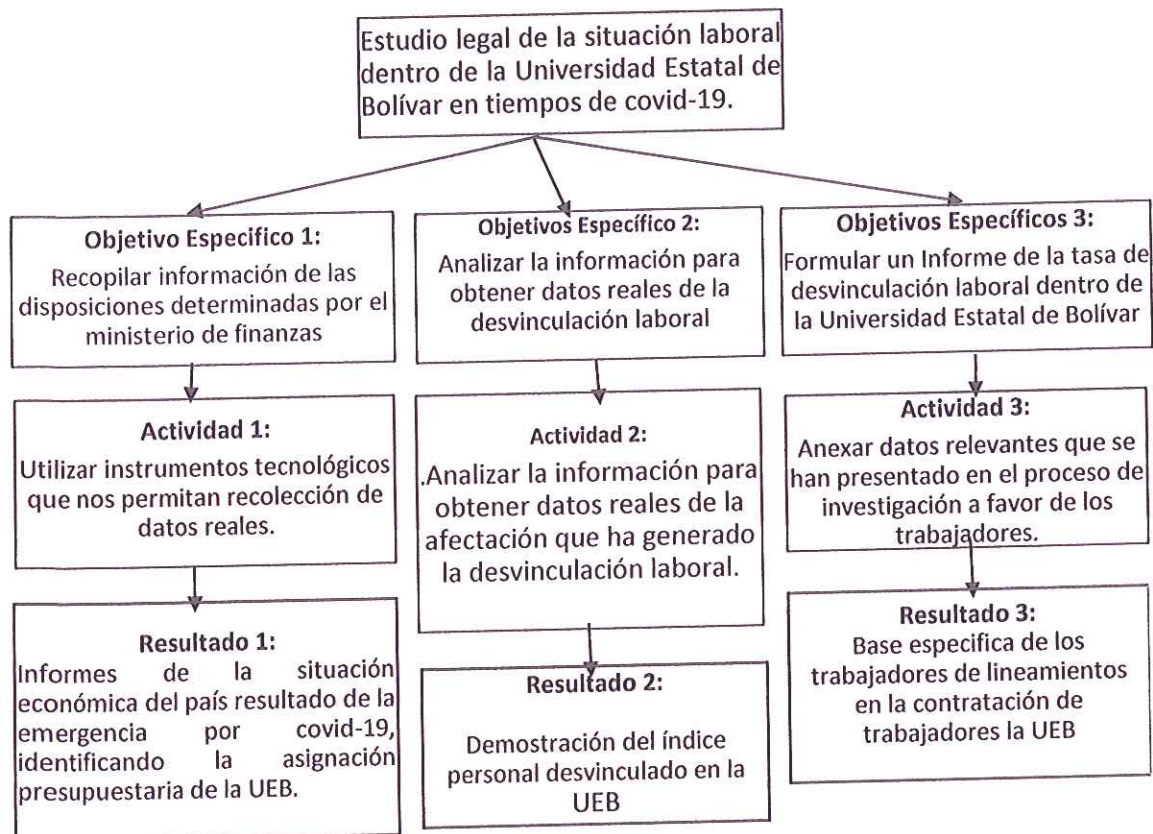 Estudio legal de la situación laboral
dentro de la Universidad Estatal de
Bolívar en tiempos de covid-19.
Objetivo Especifico 1:
Recopilar información de las
disposiciones determinadas por el
ministerio de finanzas
Objetivos Específico 2:
Analizar la información para
obtener datos reales de la
desvinculación laboral
Objetivos Específicos 3:
Formular un Informe de la tasa de
desvinculación laboral dentro de
la Universidad Estatal de Bolívar
Actividad 1:
Utilizar instrumentos tecnológicos
que nos permitan recolección de
datos reales.
Actividad 2:
.Analizar la información para
obtener datos reales de la
afectación que ha generado
la desvinculación laboral.
Actividad 3:
Anexar datos relevantes que se
han presentado en el proceso de
investigación a favor de los
trabajadores.
Resultado 1:
Informes de la situación
económica del país resultado de la
emergencia por covid-19,
identificando la asignación
presupuestaria de la UEB.
Resultado 2:
Demostración del índice
personal desvinculado en la
UEB
Resultado 3:
Base especifica de los
trabajadores de lineamientos
en la contratación de
trabajadores la UEB